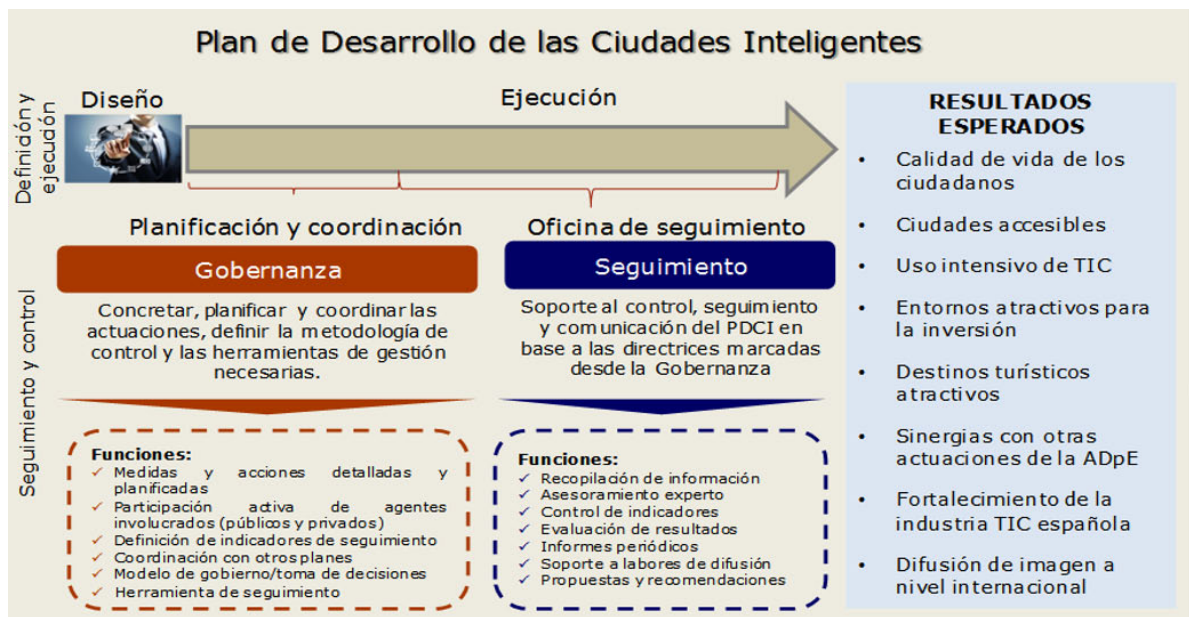 Plan de Desarrollo de las Ciudades Inteligentes
Definición y
ejecución
Diseño
Ejecución
Planificación y coordinación
Oficina de seguimiento
Seguimiento y control
Gobernanza
Concretar, planificar y coordinar las
actuaciones, definir la metodología de
control y las herramientas de gestión
necesarias.
Funciones:
✓ Medidas y acciones detalladas y
planificadas
✓ Participación activa de agentes
involucrados (públicos y privados)
✓ Definición de indicadores de seguimiento
✓ Coordinación con otros planes
✓ Modelo de gobierno/toma de decisiones
✓ Herramienta de seguimiento
Seguimiento
Soporte al control, seguimiento
y comunicación del PDCI en
base a las directrices marcadas
desde la Gobernanza
Funciones:
✓ Recopilación de información
✓ Asesoramiento experto
✓ Control de indicadores
✓ Evaluación de resultados
✓ Informes periódicos
✓ Soporte a labores de difusión
✓ Propuestas y recomendaciones
RESULTADOS
ESPERADOS
• Calidad de vida de los
ciudadanos
• Ciudades accesibles
• Uso intensivo de TIC
• Entornos atractivos para
la inversión
• Destinos turísticos
atractivos
• Sinergias con otras
actuaciones de la ADpE
• Fortalecimiento de la
industria TIC española
• Difusión de imagen a
nivel internacional